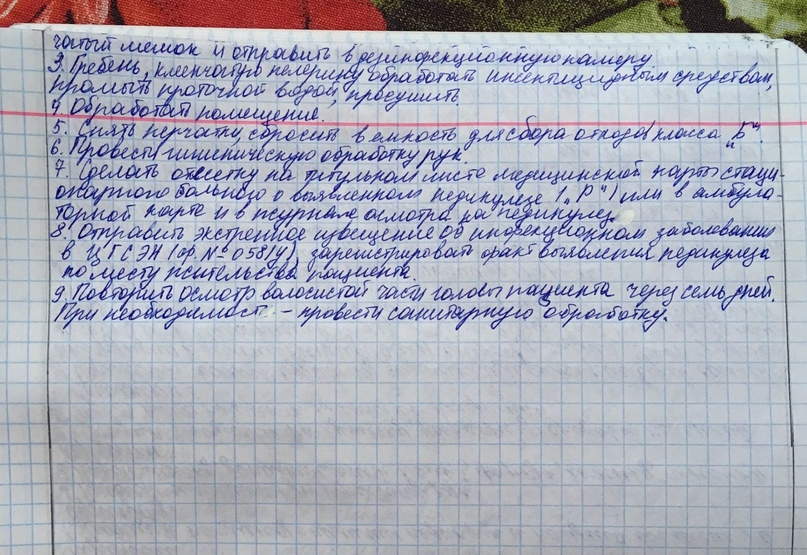 чатый мешок и отправить в дезинфекционную камеру
3. Гребень, клеенчатую пелерину обработать инсектицидным средством,
промыть проточной водой, просушить.
4. Обработать помещение.
5. Снять перчатки, сбросить в емкость для сбора отходов класса „Б".
6. Провести гигиеническую обработку рук.
7. Сделать отметку на титульном листе медицинской карты стаци-
онарного больного о выявленном педикулезе („Р") или в амбула-
торной карте и в журнале осмотра на педикулез.
8. Отправить экстренное извещение об инфекционном заболевании
в ЦГСЭН (ф. № 058/у), зарегистрировать факт выявления педикулеза
по месту жительства пациента.
9. Повторить осмотр волосистой части головы пациента через семь дней.
При необходимост - провести санитарную обработку.